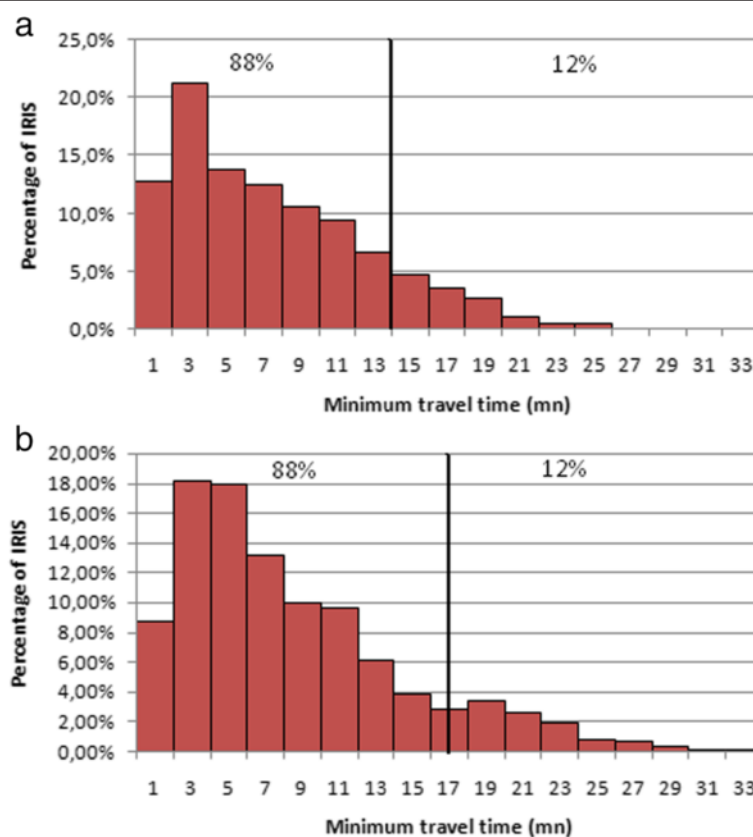 a
25,0%
88%
12%
20,0%
15,0%
10,0%
5,0%
0,0%
Percentage of IRIS
1 3 5 7 9 11 13 15 17 19 21 23 25 27 29 31 33
Minimum travel time (mn)
b
20,00%
88%
12%
18,00%
16,00%
14,00%
12,00%
10,00%
8,00%
6,00%
4,00%
2,00%
0,00%
Percentage of IRIS
1 3 5 7 9 11 13 15 17 19 21 23 25 27 29 31 33
Minimum travel time (mn)